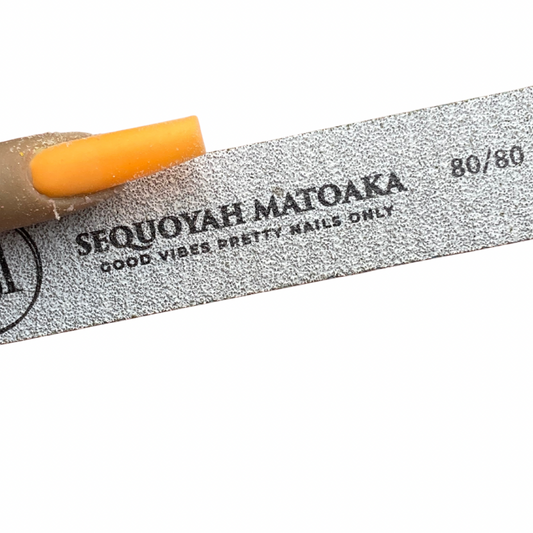 SEQUOYAH MATOAKA
GOOD VIBES PRETTY NAILS ONLY
80/80